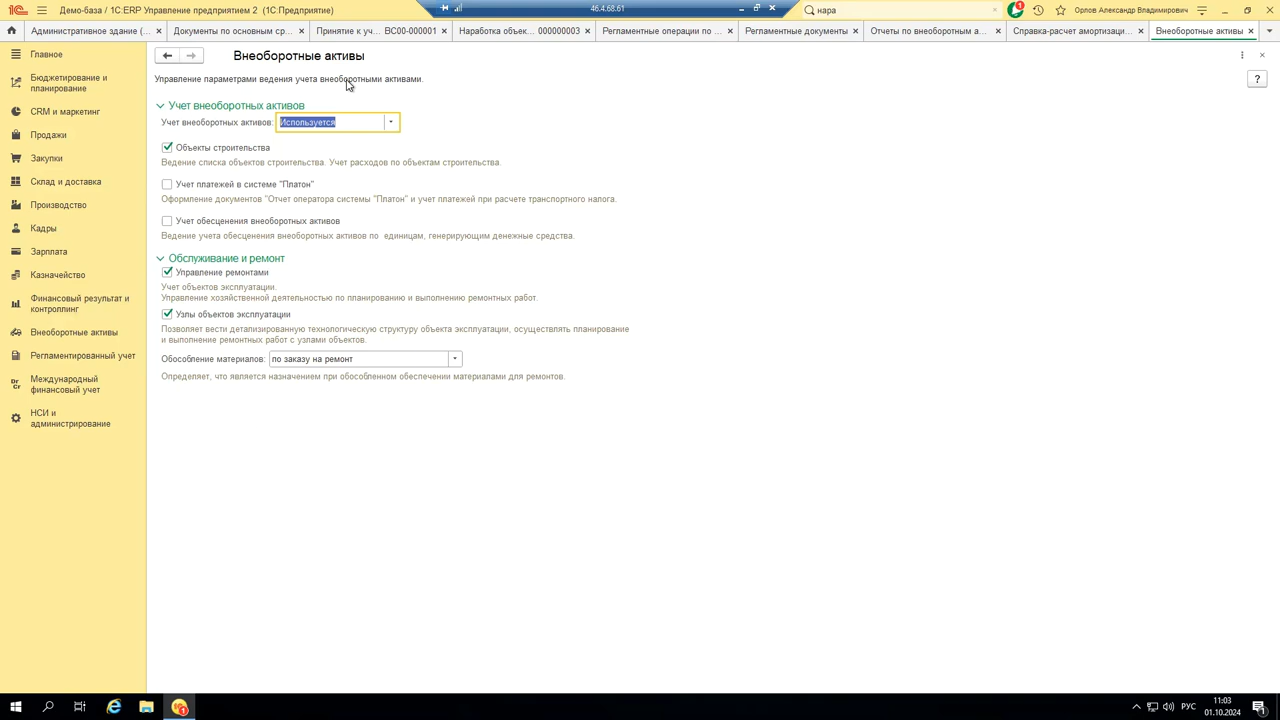 Демо-база / 1С:ERP Управление предприятием 2 (1С:Предприятие)
46.4.68.61
нара
Орлов Александр Владимирович
Административное здание (...
Документы по основным ср...
Принятие к уч... ВС00-000001
Наработка объек... 000000003
Регламентные операции по ...
Регламентные документы
Отчеты по внеоборотным а...
Справка-расчет амортизаци...
Внеоборотные активы
Главное
Бюджетирование и
планирование
CRM и маркетинг
Продажи
Закупки
Склад и доставка
Производство
Кадры
Зарплата
Казначейство
Финансовый результат и
контроллинг
Внеоборотные активы
Регламентированный учет
Dr
Cr
Международный
финансовый учет
НСИ и
администрирование
Внеоборотные активы
Управление параметрами ведения учета внеоборотными активами.
?
Учет внеоборотных активов
Учет внеоборотных активов: Используется
Объекты строительства
Ведение списка объектов строительства. Учет расходов по объектам строительства.
Учет платежей в системе "Платон"
Оформление документов "Отчет оператора системы "Платон" и учет платежей при расчете транспортного налога.
Учет обесценения внеоборотных активов
Ведение учета обесценения внеоборотных активов по единицам, генерирующим денежные средства.
Обслуживание и ремонт
Управление ремонтами
Учет объектов эксплуатации.
Управление хозяйственной деятельностью по планированию и выполнению ремонтных работ.
Узлы объектов эксплуатации
Позволяет вести детализированную технологическую структуру объекта эксплуатации, осуществлять планирование
и выполнение ремонтных работ с узлами объектов.
Обособление материалов: по заказу на ремонт
Определяет, что является назначением при обособленном обеспечении материалами для ремонтов.
РУС
11:03
01.10.2024